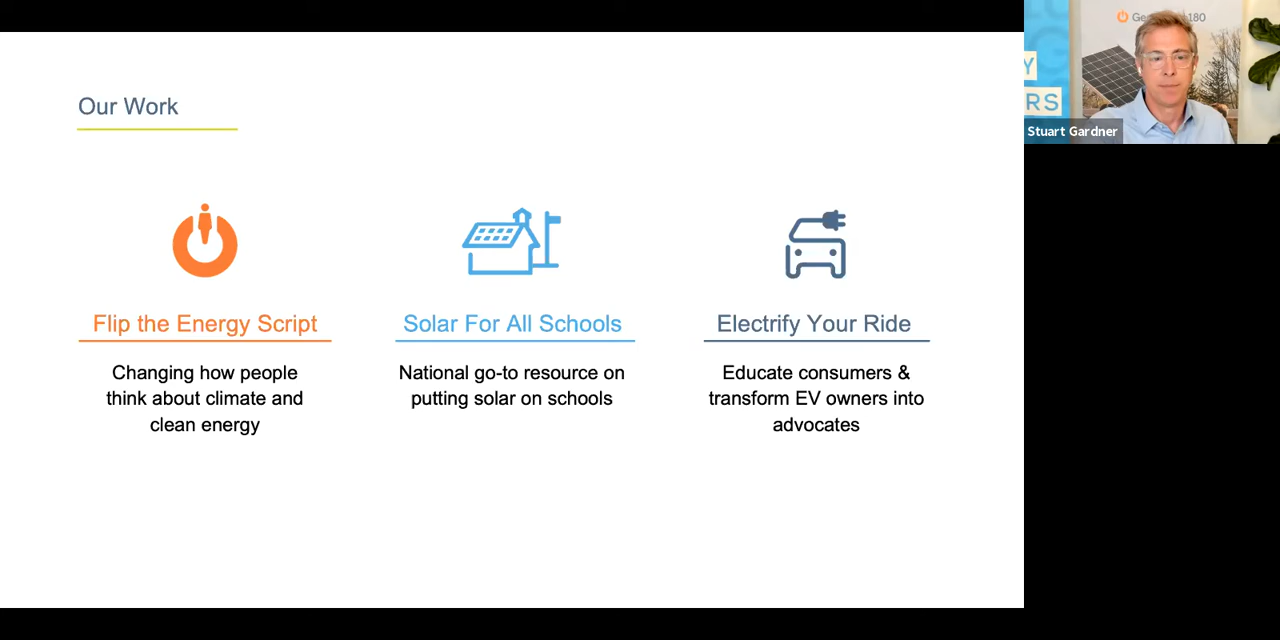 Our Work
Flip the Energy Script
Changing how people
think about climate and
clean energy
Solar For All Schools
National go-to resource on
putting solar on schools
Electrify Your Ride
Educate consumers &
transform EV owners into
advocates
180
Y
RS
Stuart Gardner